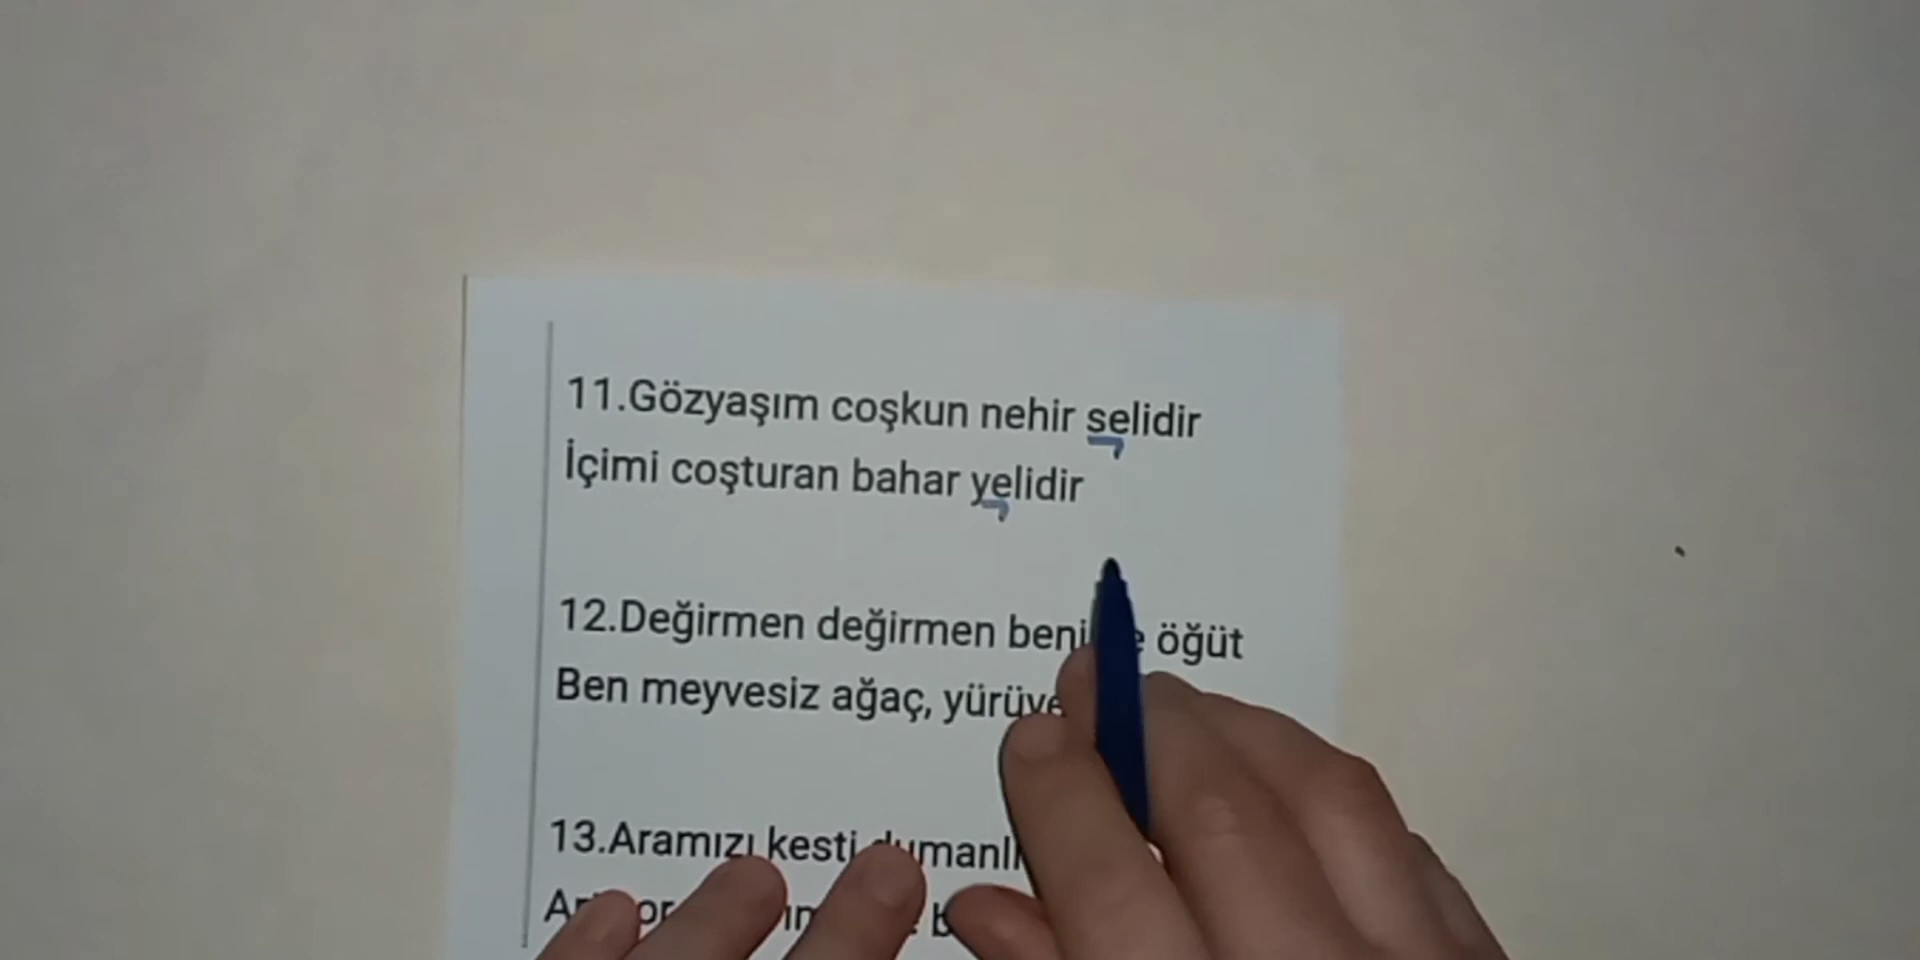 11.Gözyaşım coşkun nehir selidir
İçimi coşturan bahar yelidir
12.Değirmen değirmen öğüt
Ben meyvesiz ağaç,
13.Aramızı kesti